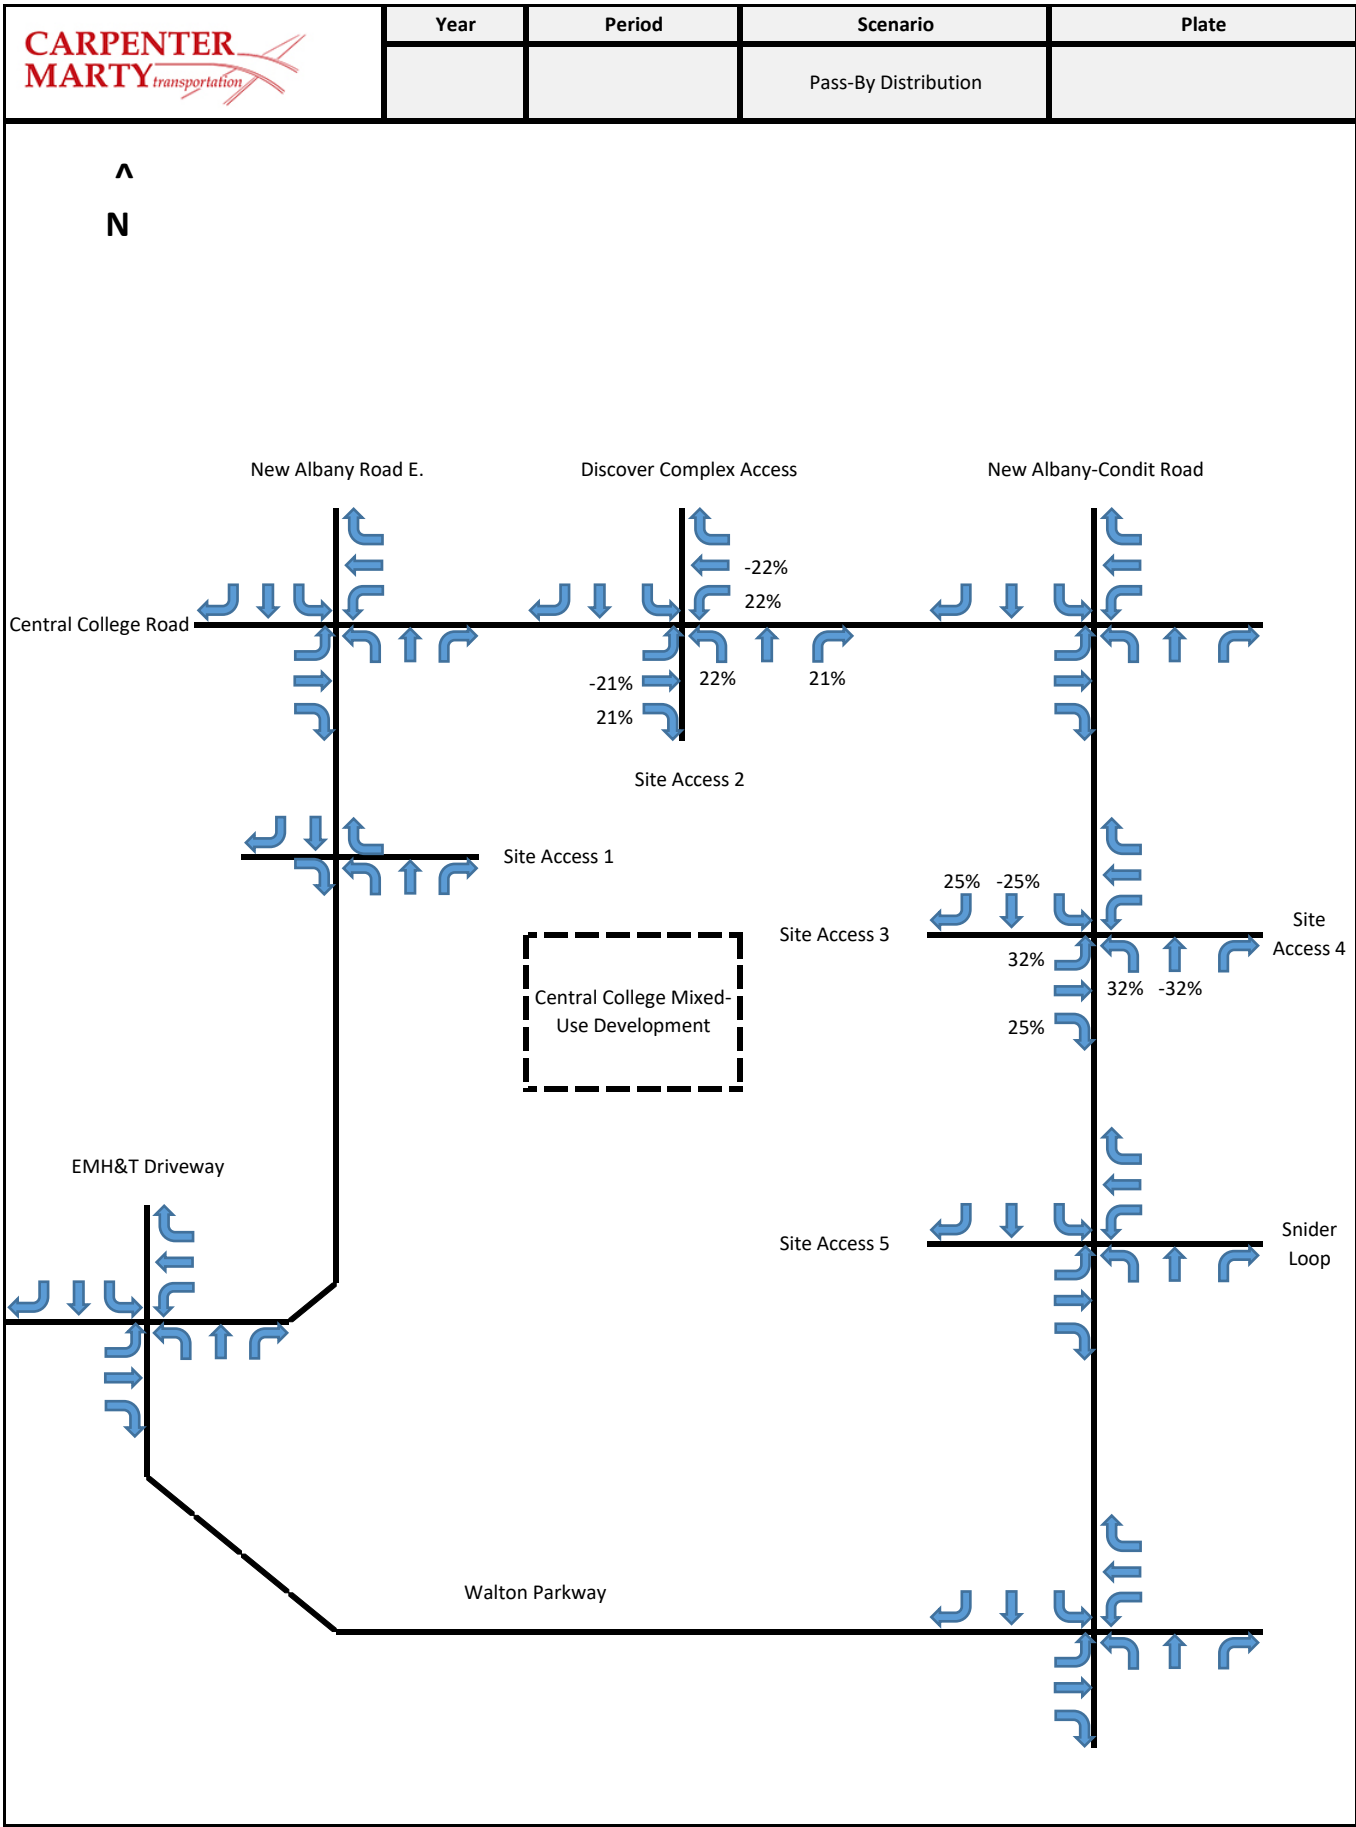 CARPENTER
MARTY transportation
Year Period Scenario Plate
Pass-By Distribution
^
N
New Albany Road E. Discover Complex Access New Albany-Condit Road
-22%
22%
Central College Road
-21% 22% 21%
21%
Site Access 2
Site Access 1
25% -25%
Site Access 3
Site
Access 4
32%
32% -32%
25%
Central College Mixed-
Use Development
EMH&T Driveway
Site Access 5
Snider
Loop
Walton Parkway